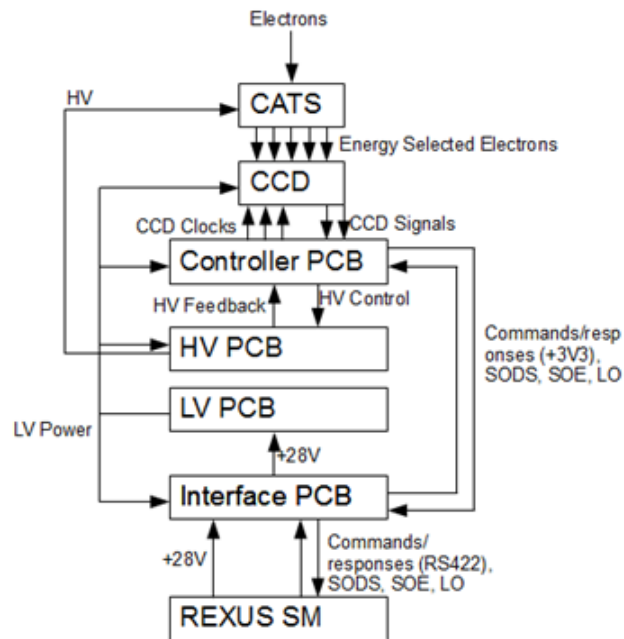 Electrons
HV
CATS
Energy Selected Electrons
CCD
CCD Clocks
CCD Signals
Controller PCB
HV Feedback
HV Control
HV PCB
Commands/resp
onses (+3V3),
SODS, SOE, LO
LV PCB
LV Power
+28V
Interface PCB
+28V
Commands/
responses (RS422),
SODS, SOE, LO
REXUS SM